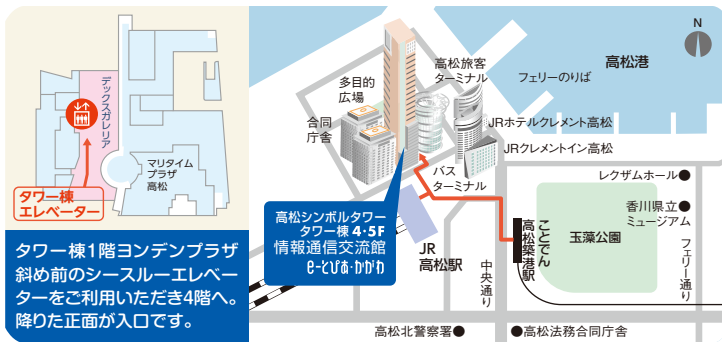 デックスガレリア
マリタイム
プラザ
高松
タワー棟
エレベーター
タワー棟1階ヨンデンプラザ
斜め前のシースルーエレベー
ターをご利用いただき4階へ。
降りた正面が入口です。
N
高松港
フェリーのりば
高松旅客
ターミナル
多目的
広場
合同
庁舎
JRホテルクレメント高松
JRクレメントイン高松
バス
ターミナル
高松シンボルタワー
タワー棟4・5F
情報通信交流館
e-とぴあ・かがわ
JR
高松駅
レクザムホール
香川県立
ミュージアム
玉藻公園
ことでん
高松築港駅
中央通り
フェリー通り
高松北警察署
高松法務合同庁舎